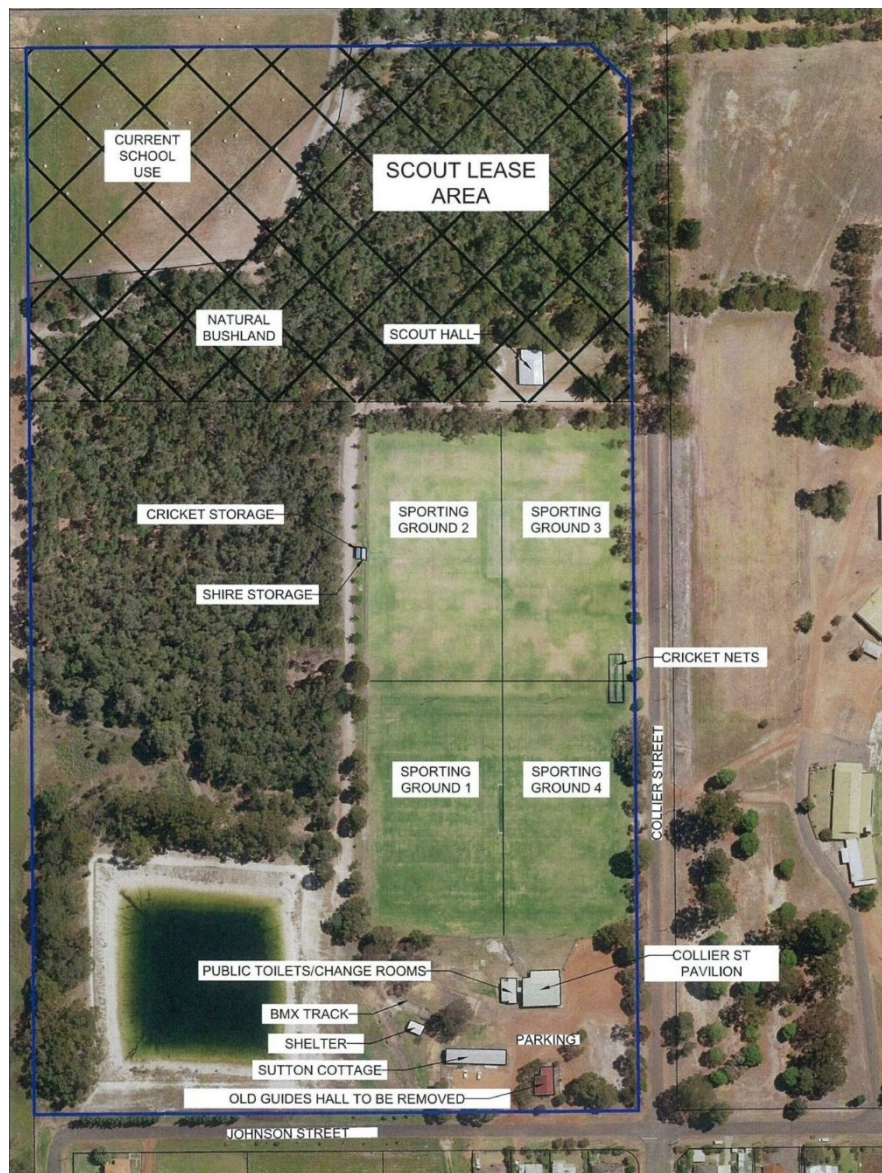 CURRENT
SCHOOL
USE
SCOUT LEASE
AREA
NATURAL
BUSHLAND
SCOUT HALL
CRICKET STORAGE
SPORTING
GROUND 2
SPORTING
GROUND 3
SHIRE STORAGE
CRICKET NETS
SPORTING
GROUND 1
SPORTING
GROUND 4
COLLIER STREET
PUBLIC TOILETS/CHANGE ROOMS
COLLIER ST
PAVILION
BMX TRACK
SHELTER
PARKING
SUTTON COTTAGE
OLD GUIDES HALL TO BE REMOVED
JOHNSON STREET